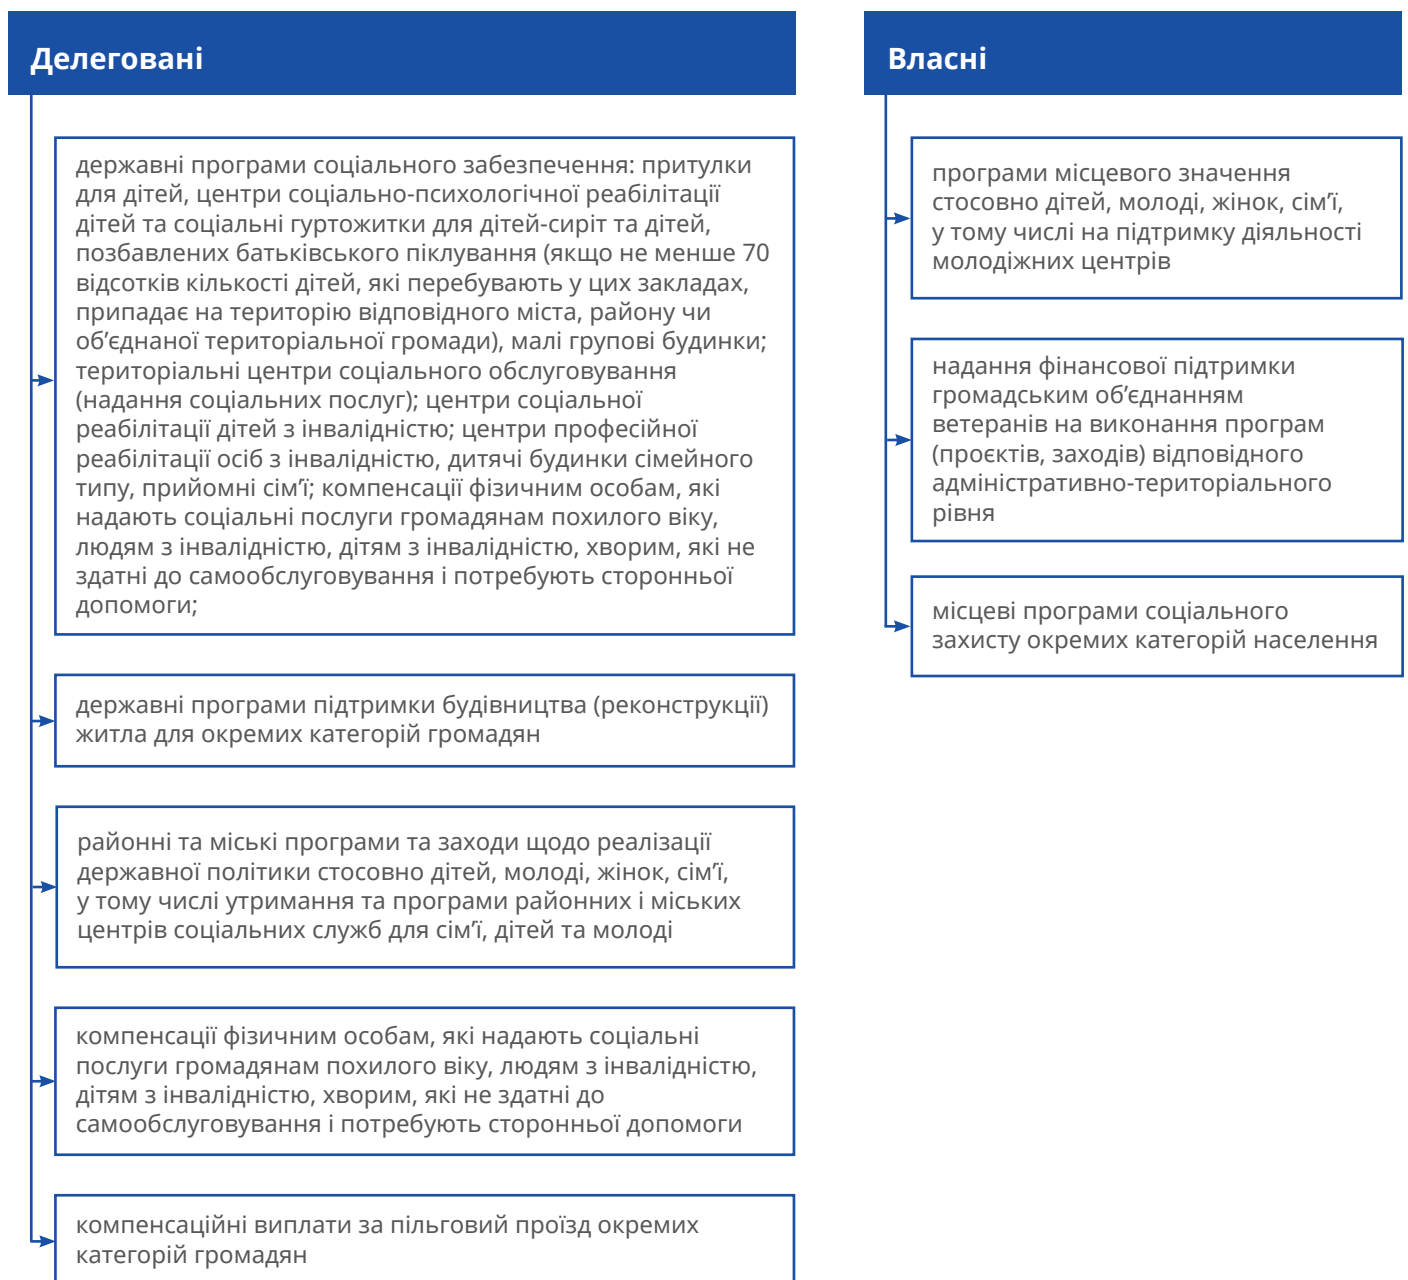 Делеговані
державні програми соціального забезпечення: притулки
для дітей, центри соціально-психологічної реабілітації
дітей та соціальні гуртожитки для дітей-сиріт та дітей,
позбавлених батьківського піклування (якщо не менше 70
відсотків кількості дітей, які перебувають у цих закладах,
припадає на територію відповідного міста, району чи
об’єднаної територіальної громади), малі групові будинки;
територіальні центри соціального обслуговування
(надання соціальних послуг); центри соціальної
реабілітації дітей з інвалідністю; центри професійної
реабілітації осіб з інвалідністю, дитячі будинки сімейного
типу, прийомні сім’ї; компенсації фізичним особам, які
надають соціальні послуги громадянам похилого віку,
людям з інвалідністю, дітям з інвалідністю, хворим, які не
здатні до самообслуговування і потребують сторонньої
допомоги;
державні програми підтримки будівництва (реконструкції)
житла для окремих категорій громадян
районні та міські програми та заходи щодо реалізації
державної політики стосовно дітей, молоді, жінок, сім’ї,
у тому числі утримання та програми районних і міських
центрів соціальних служб для сім’ї, дітей та молоді
компенсації фізичним особам, які надають соціальні
послуги громадянам похилого віку, людям з інвалідністю,
дітям з інвалідністю, хворим, які не здатні до
самообслуговування і потребують сторонньої допомоги
компенсаційні виплати за пільговий проїзд окремих
категорій громадян
Власні
програми місцевого значення
стосовно дітей, молоді, жінок, сім’ї,
у тому числі на підтримку діяльності
молодіжних центрів
надання фінансової підтримки
громадським об’єднанням
ветеранів на виконання програм
(проєктів, заходів) відповідного
адміністративно-територіального
рівня
місцеві програми соціального
захисту окремих категорій населення